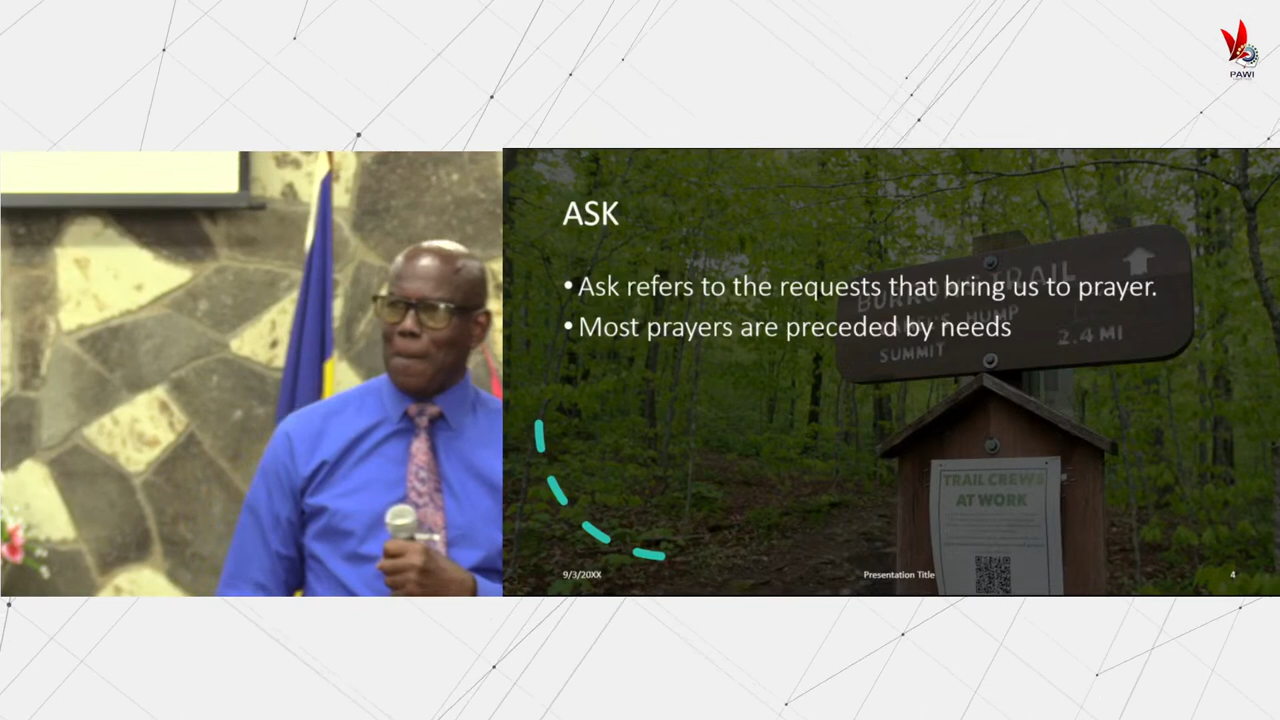 PAWI
ASK
• Ask refers to the requests that bring us to prayer.
• Most prayers are preceded by needs
TRAIL
HUMP
SUMMIT
2.4 MI
TRAIL CREWS
AT WORK
9/3/20XX
Presentation Title
4